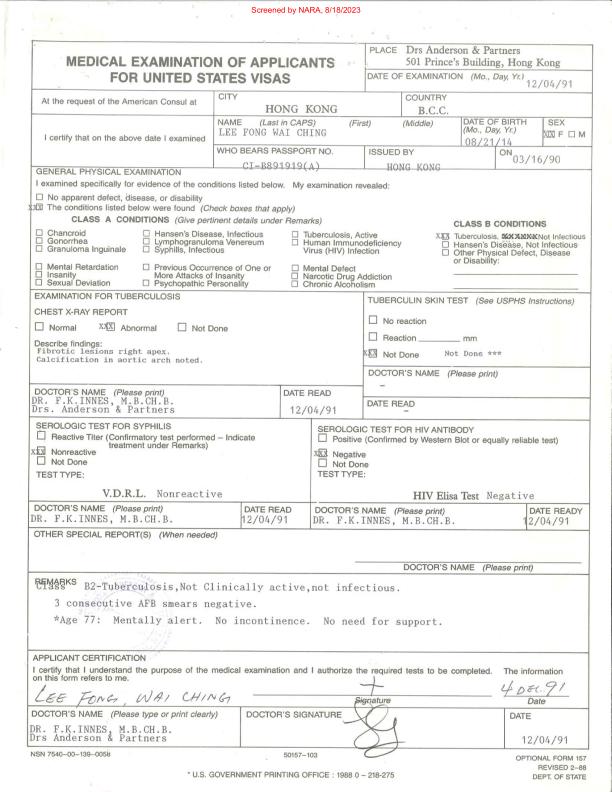 Screened by NARA, 8/18/2023
MEDICAL EXAMINATION OF APPLICANTS
FOR UNITED STATES VISAS
PLACE Drs Anderson & Partners
501 Prince's Building, Hong Kong
DATE OF EXAMINATION (Mo., Day, Yr.)
12/04/91
At the request of the American Consul at
CITY
HONG KONG
COUNTRY
B.C.C.
I certify that on the above date I examined
NAME (Last in CAPS) (First) (Middle)
LEE FONG WAI CHING
DATE OF BIRTH
(Mo., Day, Yr.)
08/21/14
SEX
XXX F ☐ M
WHO BEARS PASSPORT NO.
CI-B891919(A)
ISSUED BY
HONG KONG
ON
03/16/90
GENERAL PHYSICAL EXAMINATION
I examined specifically for evidence of the conditions listed below. My examination revealed:
☐ No apparent defect, disease, or disability
XXX The conditions listed below were found (Check boxes that apply)
CLASS A CONDITIONS (Give pertinent details under Remarks)
☐ Chancroid
☐ Gonorrhea
☐ Granuloma Inguinale
☐ Mental Retardation
☐ Insanity
☐ Sexual Deviation
☐ Hansen's Disease, Infectious
☐ Lymphogranuloma Venereum
☐ Syphilis, Infectious
☐ Previous Occurrence of One or
More Attacks of Insanity
☐ Psychopathic Personality
☐ Tuberculosis, Active
☐ Human Immunodeficiency
Virus (HIV) Infection
☐ Mental Defect
☐ Narcotic Drug Addiction
☐ Chronic Alcoholism
CLASS B CONDITIONS
XXX Tuberculosis, Not Infectious
☐ Hansen's Disease, Not Infectious
☐ Other Physical Defect, Disease
or Disability:
EXAMINATION FOR TUBERCULOSIS
CHEST X-RAY REPORT
☐ Normal XXX Abnormal ☐ Not Done
Describe findings:
Fibrotic lesions right apex.
Calcification in aortic arch noted.
DOCTOR'S NAME (Please print)
DR. F.K.INNES, M.B.CH.B.
Drs. Anderson & Partners
DATE READ
12/04/91
TUBERCULIN SKIN TEST (See USPHS Instructions)
☐ No reaction
☐ Reaction ________ mm
XXX Not Done Not Done ***
DOCTOR'S NAME (Please print)
–
DATE READ
–
SEROLOGIC TEST FOR SYPHILIS
☐ Reactive Titer (Confirmatory test performed – Indicate
treatment under Remarks)
XXX Nonreactive
☐ Not Done
TEST TYPE:
V.D.R.L. Nonreactive
DOCTOR'S NAME (Please print)
DR. F.K.INNES, M.B.CH.B.
DATE READ
12/04/91
SEROLOGIC TEST FOR HIV ANTIBODY
☐ Positive (Confirmed by Western Blot or equally reliable test)
XXX Negative
☐ Not Done
TEST TYPE:
HIV Elisa Test Negative
DOCTOR'S NAME (Please print)
DR. F.K.INNES, M.B.CH.B.
DATE READY
12/04/91
OTHER SPECIAL REPORT(S) (When needed)
DOCTOR'S NAME (Please print)
REMARKS
Class B2-Tuberculosis,Not Clinically active,not infectious.
3 consecutive AFB smears negative.
*Age 77: Mentally alert. No incontinence. No need for support.
APPLICANT CERTIFICATION
I certify that I understand the purpose of the medical examination and I authorize the required tests to be completed. The information
on this form refers to me.
LEE FONG, WAI CHING
+
Signature
4 DEC. 91
Date
DOCTOR'S NAME (Please type or print clearly)
DR. F.K.INNES, M.B.CH.B.
Drs Anderson & Partners
DOCTOR'S SIGNATURE
DATE
12/04/91
NSN 7540-00-139-0058
50157-103
OPTIONAL FORM 157
REVISED 2-88
DEPT. OF STATE
* U.S. GOVERNMENT PRINTING OFFICE : 1988 0 - 218-275